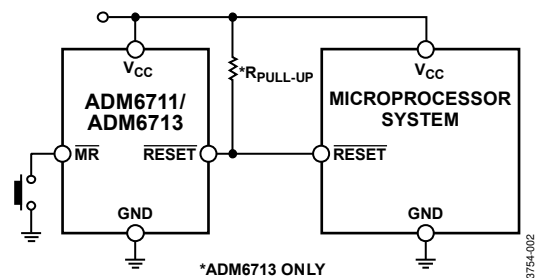 VCC
*RPULL-UP
VCC
ADM6711/
ADM6713
MICROPROCESSOR
SYSTEM
MR
RESET
RESET
GND
GND
*ADM6713 ONLY
3754-002